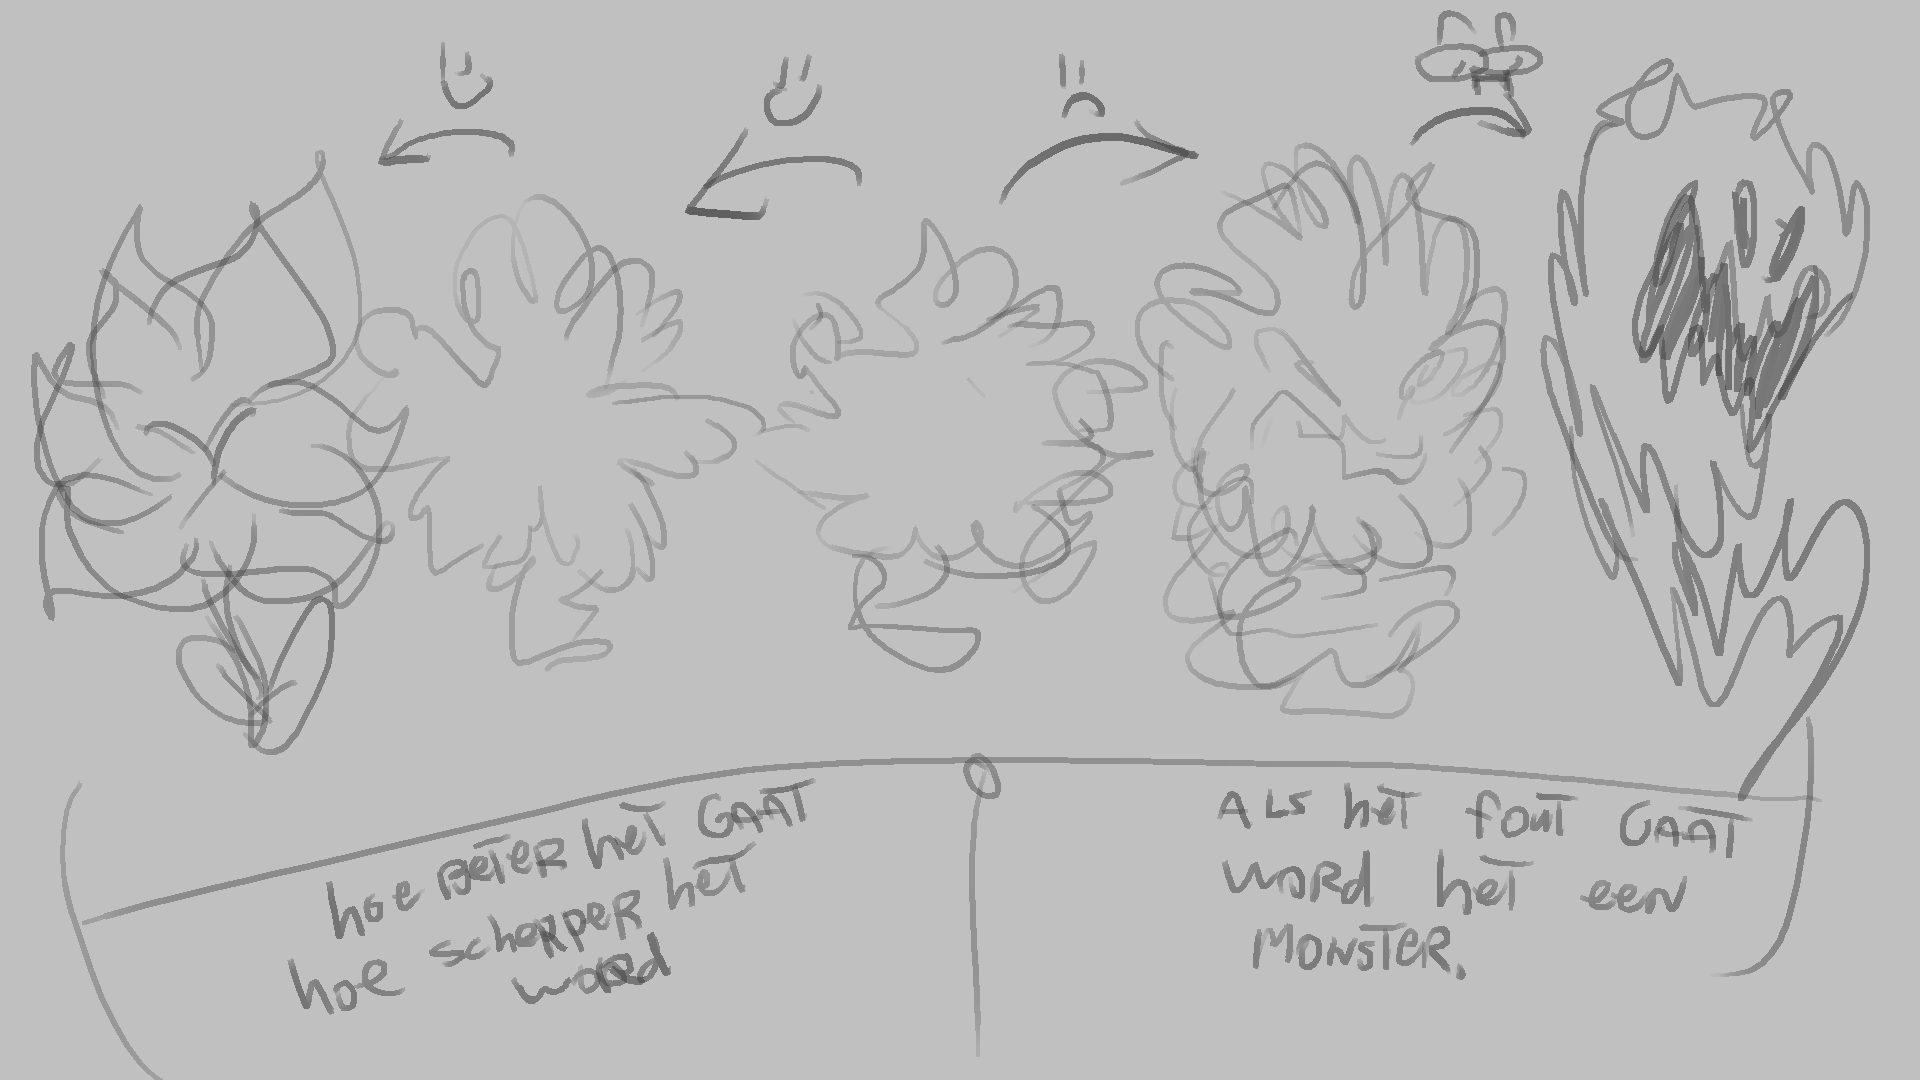 hoe BETER het GAAT
hoe scherper het
word
ALS het fout GAAT
WORD het een
MONSTER.